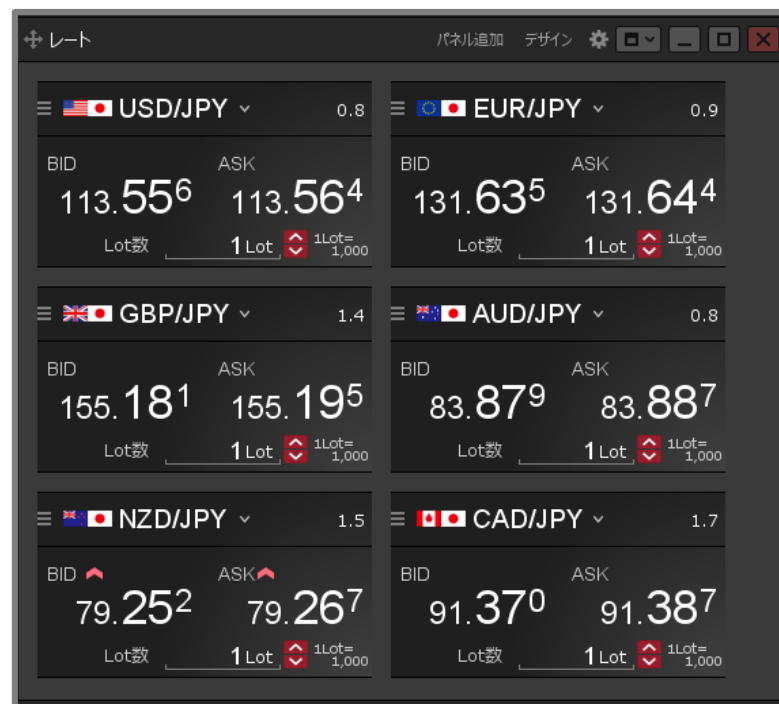 レート パネル追加 デザイン
USD/JPY 0.8 EUR/JPY 0.9
BID ASK BID ASK
113.556 113.564 131.635 131.644
Lot数 1 Lot 1Lot= 1,000 Lot数 1 Lot 1Lot= 1,000
GBP/JPY 1.4 AUD/JPY 0.8
BID ASK BID ASK
155.181 155.195 83.879 83.887
Lot数 1 Lot 1Lot= 1,000 Lot数 1 Lot 1Lot= 1,000
NZD/JPY 1.5 CAD/JPY 1.7
BID ASK BID ASK
79.252 79.267 91.370 91.387
Lot数 1 Lot 1Lot= 1,000 Lot数 1 Lot 1Lot= 1,000